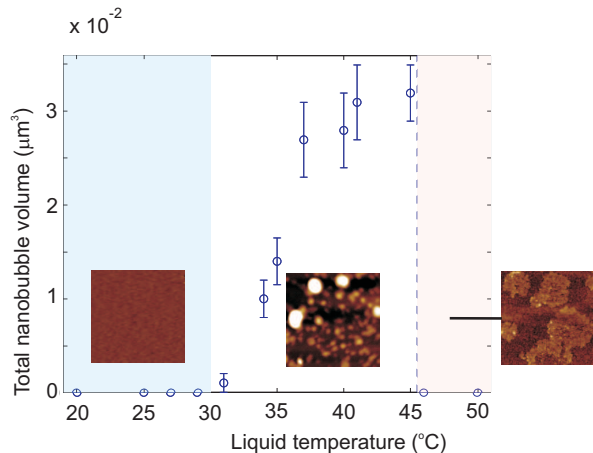 x 10⁻²
Total nanobubble volume (μm³)
3
2
1
0
20 25 30 35 40 45 50
Liquid temperature (°C)